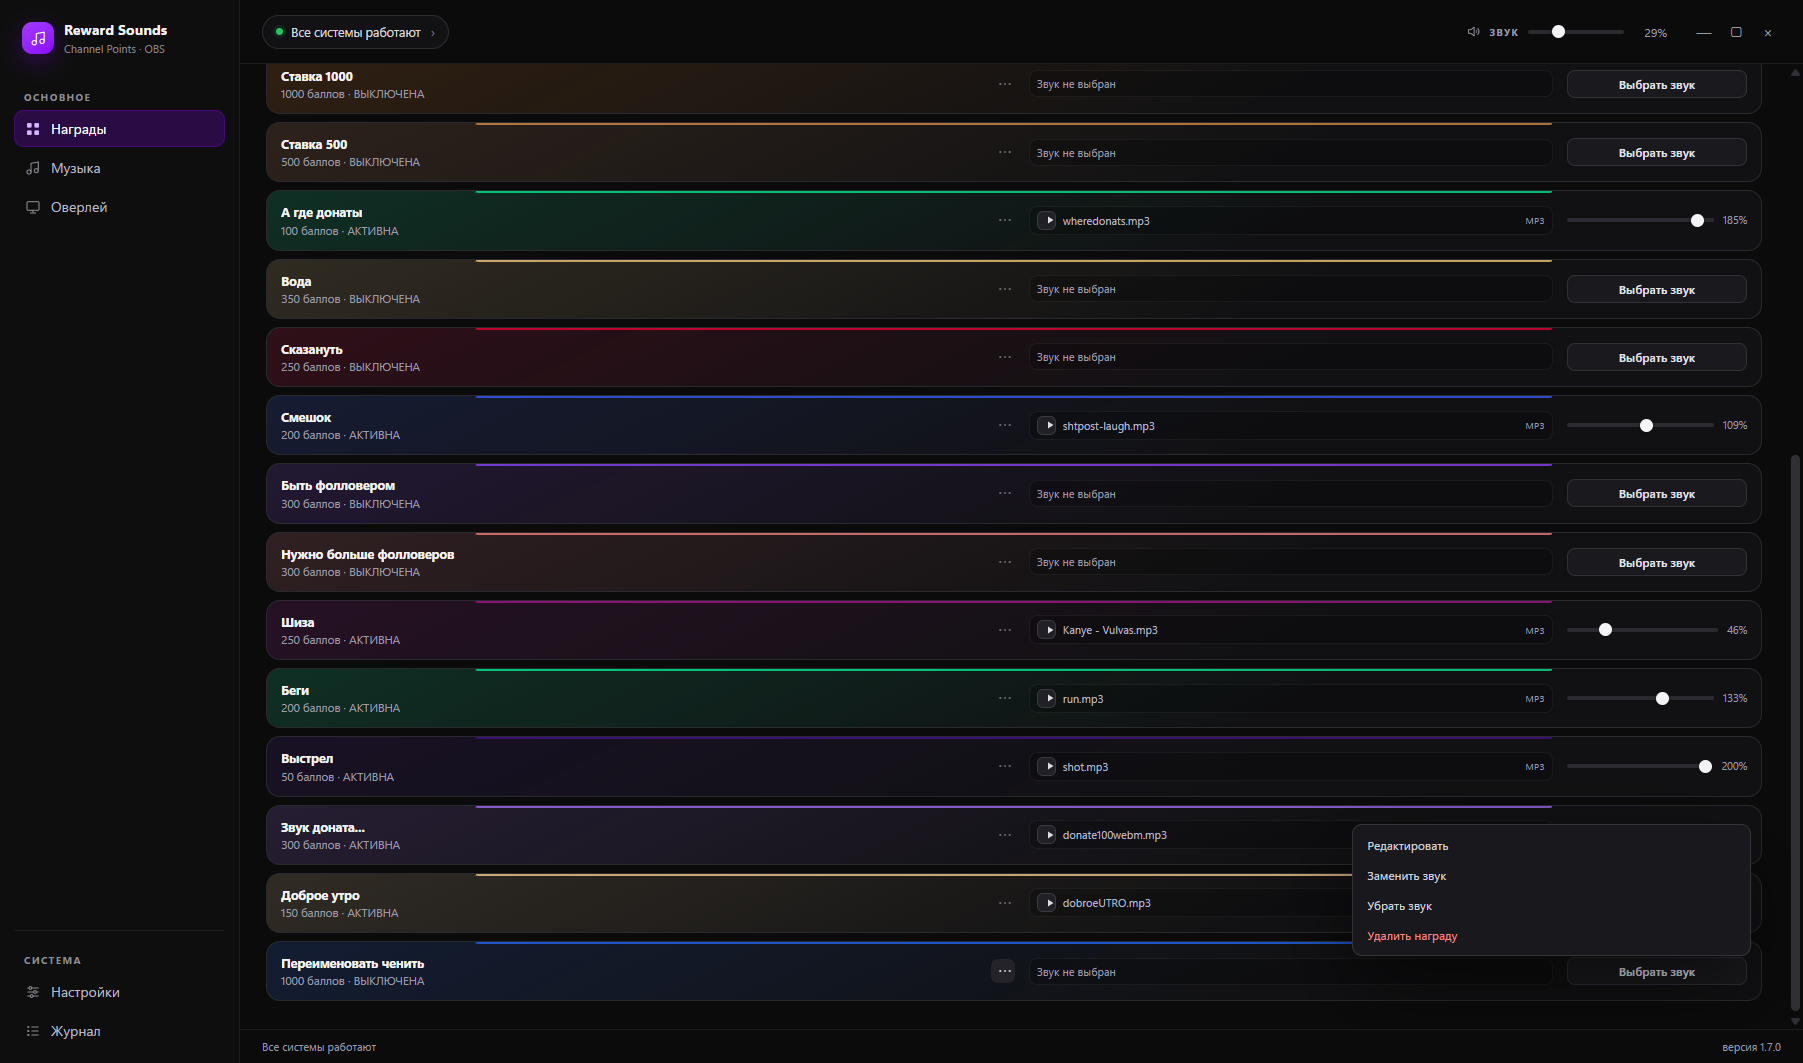 Reward Sounds
Channel Points · OBS
ОСНОВНОЕ
Награды
Музыка
Оверлей
СИСТЕМА
Настройки
Журнал
Все системы работают ›
ЗВУК 29%
Ставка 1000
1000 баллов · ВЫКЛЮЧЕНА
Звук не выбран
Выбрать звук
Ставка 500
500 баллов · ВЫКЛЮЧЕНА
Звук не выбран
Выбрать звук
А где донаты
100 баллов · АКТИВНА
wheredonats.mp3 MP3 185%
Вода
350 баллов · ВЫКЛЮЧЕНА
Звук не выбран
Выбрать звук
Сказануть
250 баллов · ВЫКЛЮЧЕНА
Звук не выбран
Выбрать звук
Смешок
200 баллов · АКТИВНА
shtpost-laugh.mp3 MP3 109%
Быть фолловером
300 баллов · ВЫКЛЮЧЕНА
Звук не выбран
Выбрать звук
Нужно больше фолловеров
300 баллов · ВЫКЛЮЧЕНА
Звук не выбран
Выбрать звук
Шиза
250 баллов · АКТИВНА
Kanye - Vulvas.mp3 MP3 46%
Беги
200 баллов · АКТИВНА
run.mp3 MP3 133%
Выстрел
50 баллов · АКТИВНА
shot.mp3 MP3 200%
Звук доната...
300 баллов · АКТИВНА
donate100webm.mp3
Доброе утро
150 баллов · АКТИВНА
dobroeUTRO.mp3
Переименовать ченить
1000 баллов · ВЫКЛЮЧЕНА
Звук не выбран
Выбрать звук
Редактировать
Заменить звук
Убрать звук
Удалить награду
Все системы работают
версия 1.7.0